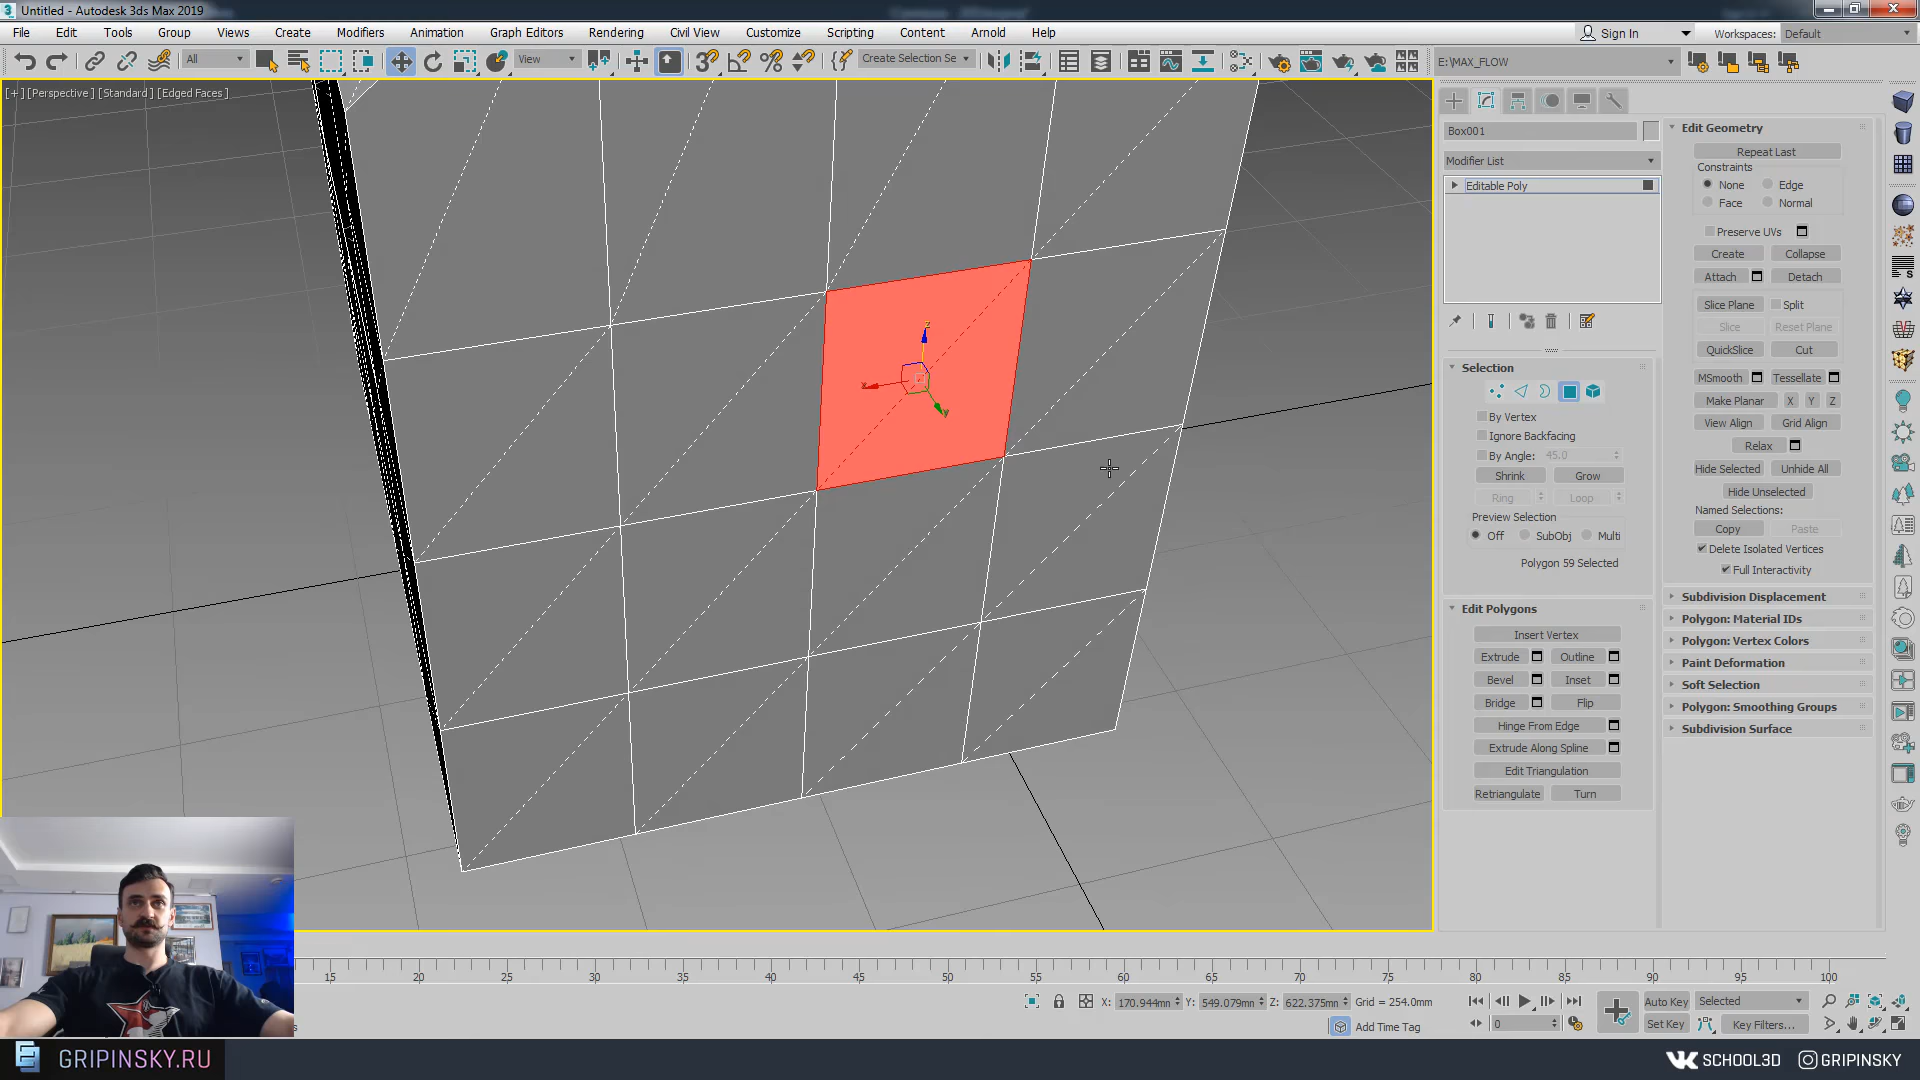 Untitled - Autodesk 3ds Max 2019
File Edit Tools Group Views Create Modifiers Animation Graph Editors Rendering Civil View Customize Scripting Content Arnold Help
Sign In
Workspaces: Default
All
View
Create Selection Se
E:\MAX_FLOW
[+] [Perspective] [Standard] [Edged Faces]
Box001
Modifier List
Editable Poly
Selection
By Vertex
Ignore Backfacing
By Angle: 45.0
Shrink Grow
Ring Loop
Preview Selection
Off SubObj Multi
Polygon 59 Selected
Edit Polygons
Insert Vertex
Extrude Outline
Bevel Inset
Bridge Flip
Hinge From Edge
Extrude Along Spline
Edit Triangulation
Retriangulate Turn
Edit Geometry
Repeat Last
Constraints
None Edge
Face Normal
Preserve UVs
Create Collapse
Attach Detach
Slice Plane Split
Slice Reset Plane
QuickSlice Cut
MSmooth Tessellate
Make Planar X Y Z
View Align Grid Align
Relax
Hide Selected Unhide All
Hide Unselected
Named Selections:
Copy Paste
Delete Isolated Vertices
Full Interactivity
Subdivision Displacement
Polygon: Material IDs
Polygon: Vertex Colors
Paint Deformation
Soft Selection
Polygon: Smoothing Groups
Subdivision Surface
z
x
y
15 20 25 30 35 40 45 50 55 60 65 70 75 80 85 90 95 100
X: 170.944mn Y: 549.079mn Z: 622.375mn Grid = 254.0mm
Add Time Tag
0
Auto Key Selected
Set Key Key Filters...
GRIPINSKY.RU
SCHOOL3D GRIPINSKY